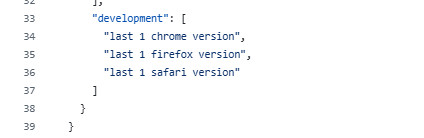 32 ],
33 "development": [
34 "last 1 chrome version",
35 "last 1 firefox version",
36 "last 1 safari version"
37 ]
38 }
39 }